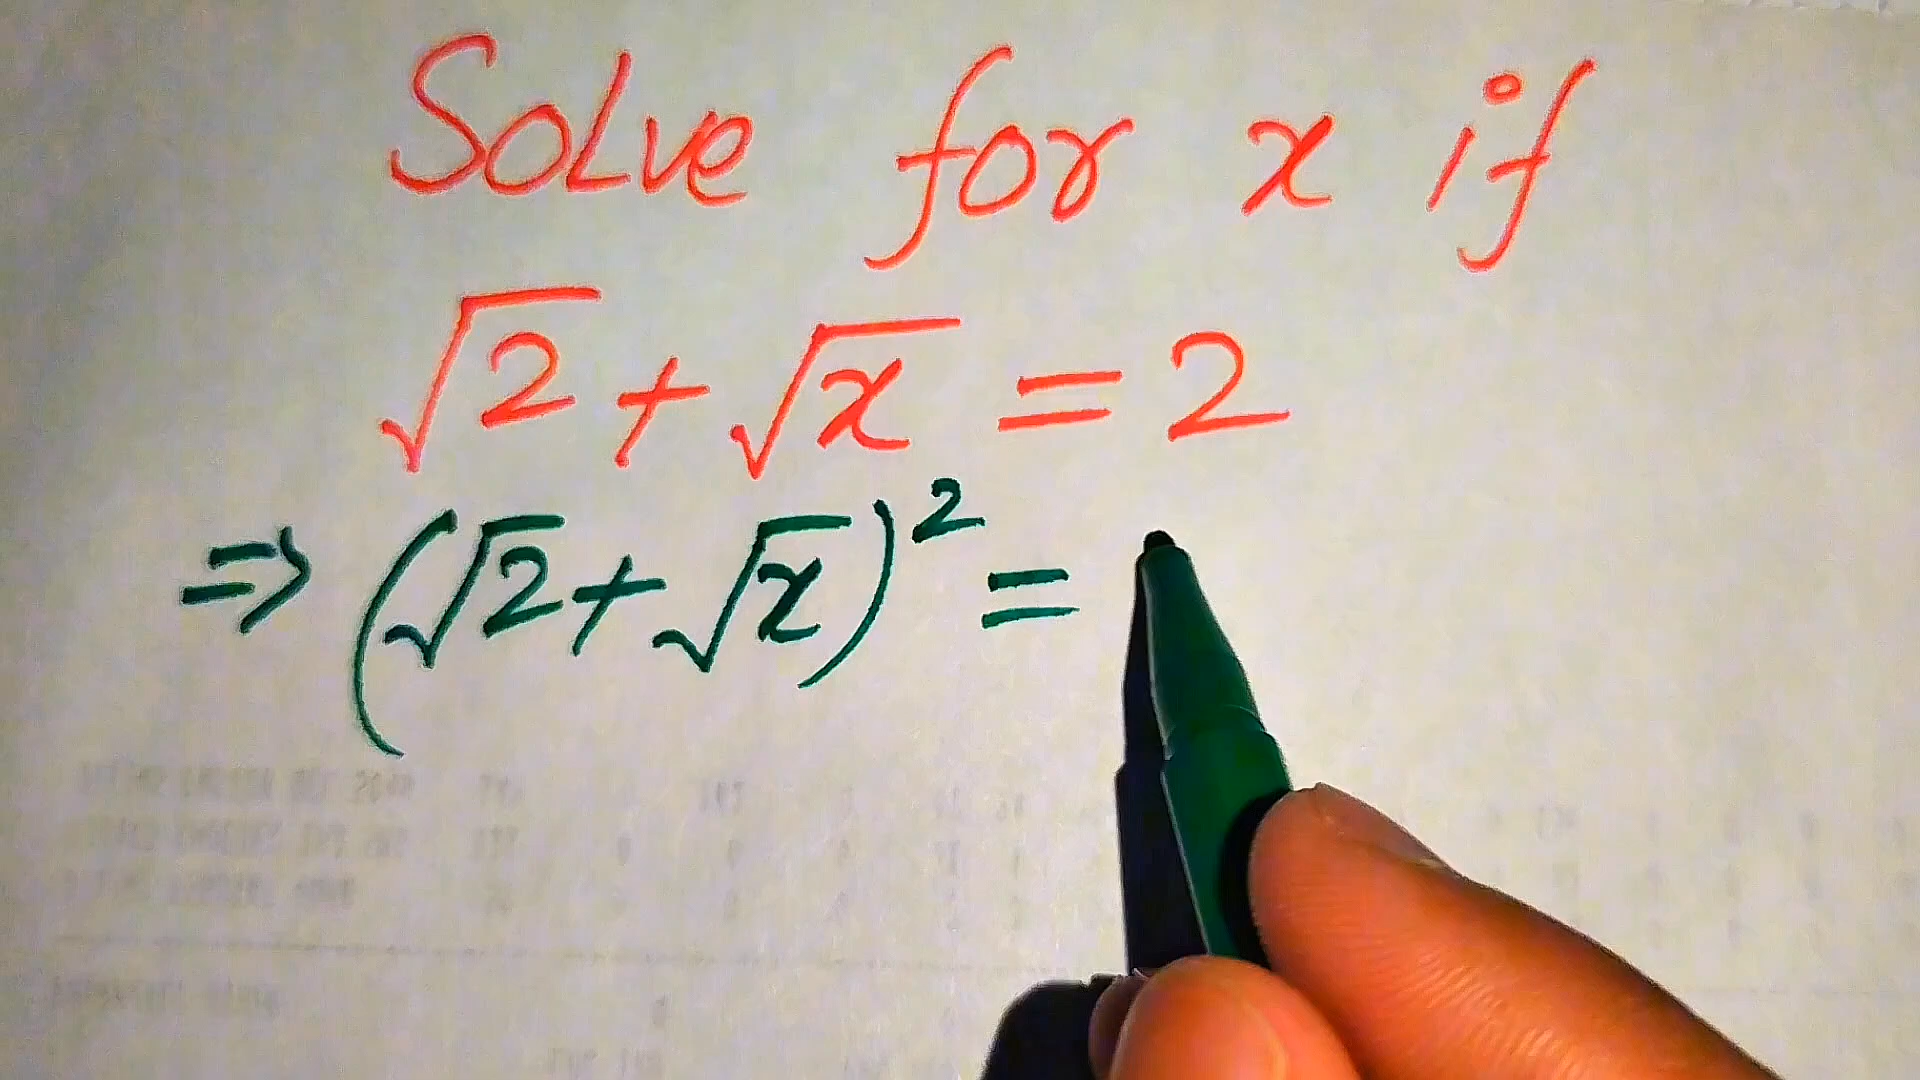 Solve for x if
√2 + √x = 2
⇒ (√2 + √x)² =